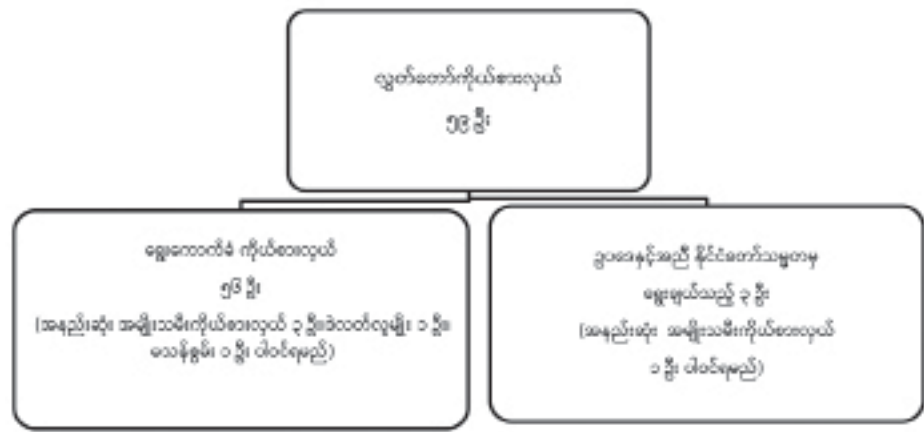 လွှတ်တော်ကိုယ်စားလှယ်
၅၉ ဦး
ရွေးကောက်ခံ ကိုယ်စားလှယ်
၅၆ ဦး
(အနည်းဆုံး အမျိုးသမီးကိုယ်စားလှယ် ၃ ဦး၊ ဒဲလတ်လူမျိုး ၁ ဦး၊
မသန်စွမ်း ၁ ဦး ပါဝင်ရမည်)
ဥပဒေနှင့်အညီ နိုင်ငံတော်သမ္မတမှ
ရွေးချယ်သည့် ၃ ဦး
(အနည်းဆုံး အမျိုးသမီးကိုယ်စားလှယ်
၁ ဦး ပါဝင်ရမည်)